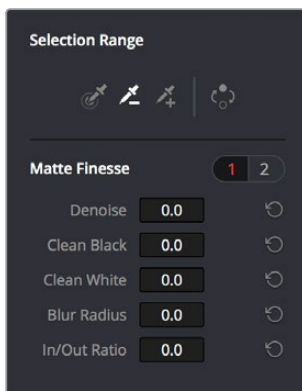 Selection Range
Matte Finesse 1 2
Denoise 0.0
Clean Black 0.0
Clean White 0.0
Blur Radius 0.0
In/Out Ratio 0.0